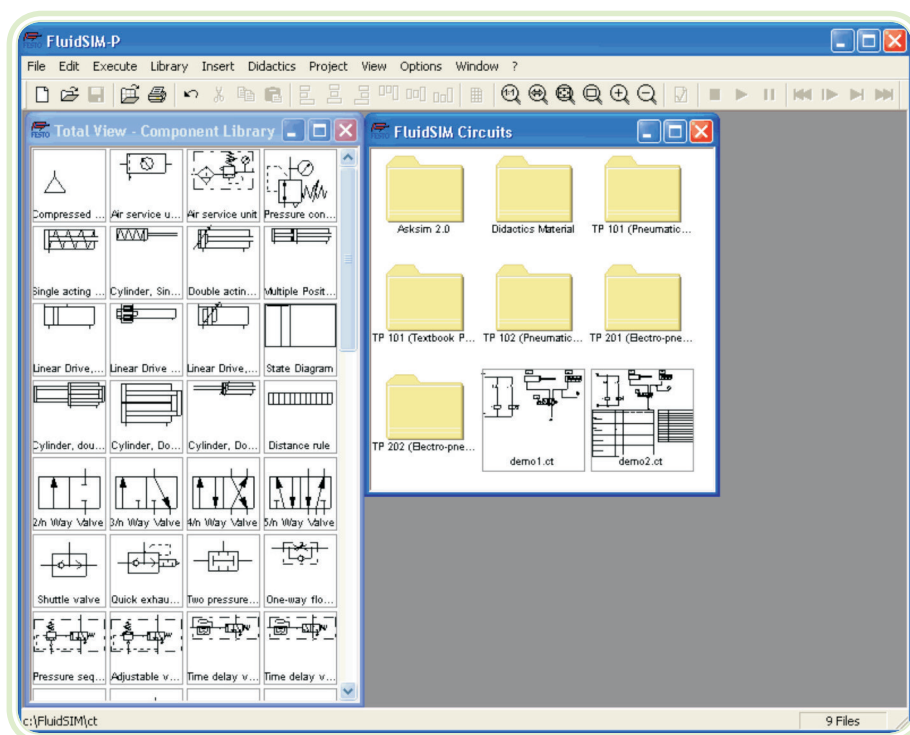 FluidSIM-P
File Edit Execute Library Insert Didactics Project View Options Window ?
Total View - Component Library
Compressed ... Air service u... Air service unit Pressure con...
Single acting ... Cylinder, Sin... Double actin... Multiple Posit...
Linear Drive,... Linear Drive ... Linear Drive,... State Diagram
Cylinder, dou... Cylinder, Do... Cylinder, Do... Distance rule
2/n Way Valve 3/n Way Valve 4/n Way Valve 5/n Way Valve
Shuttle valve Quick exhau... Two pressure... One-way flo...
Pressure seq... Adjustable v... Time delay v... Time delay v...
FluidSIM Circuits
Asksim 2.0 Didactics Material TP 101 (Pneumatic...
TP 101 (Textbook P... TP 102 (Pneumatic... TP 201 (Electro-pne...
TP 202 (Electro-pne... demo1.ct demo2.ct
c:\FluidSIM\ct 9 Files